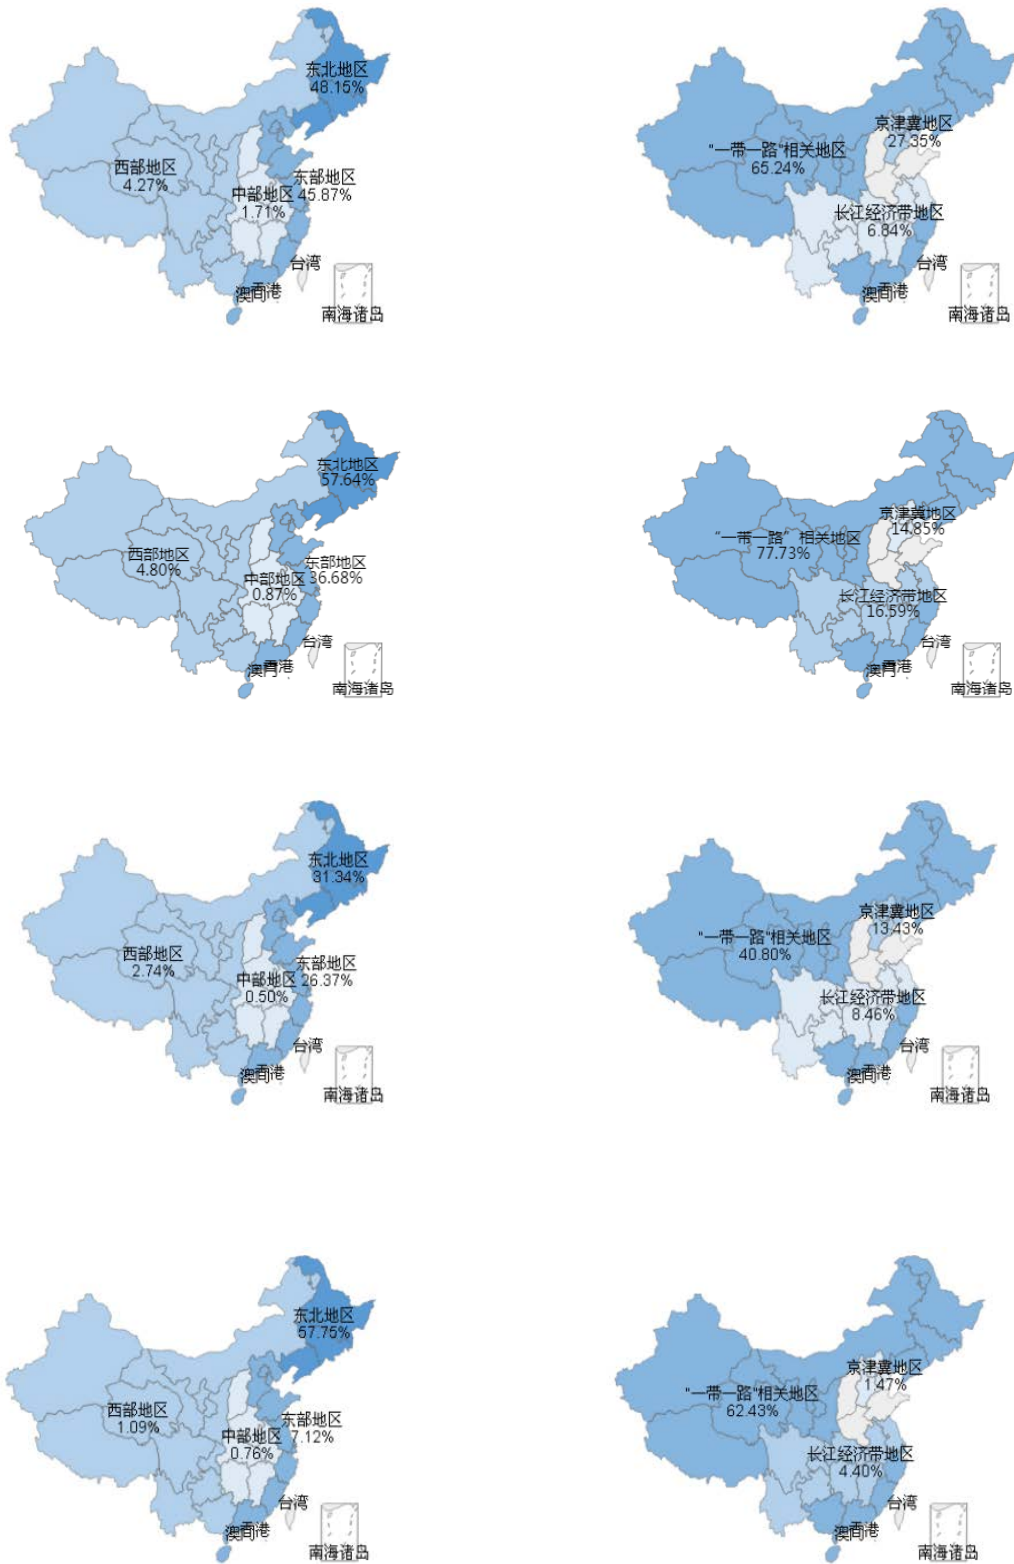 东北地区
48.15%
西部地区
4.27%
中部地区
1.71%
东部地区
45.87%
台湾
香港
南海诸岛
京津冀地区
27.35%
"一带一路"相关地区
65.24%
长江经济带地区
6.84%
台湾
香港
南海诸岛
东北地区
57.64%
西部地区
4.80%
中部地区
0.87%
东部地区
36.68%
台湾
澳门
香港
南海诸岛
京津冀地区
14.85%
“一带一路”相关地区
77.73%
长江经济带地区
16.59%
台湾
澳门
香港
南海诸岛
东北地区
31.34%
西部地区
2.74%
中部地区
0.50%
东部地区
26.37%
台湾
香港
南海诸岛
京津冀地区
13.43%
"一带一路"相关地区
40.80%
长江经济带地区
8.46%
台湾
香港
南海诸岛
东北地区
57.75%
西部地区
1.09%
中部地区
0.76%
东部地区
7.12%
台湾
香港
南海诸岛
京津冀地区
1.47%
"一带一路"相关地区
62.43%
长江经济带地区
4.40%
台湾
香港
南海诸岛